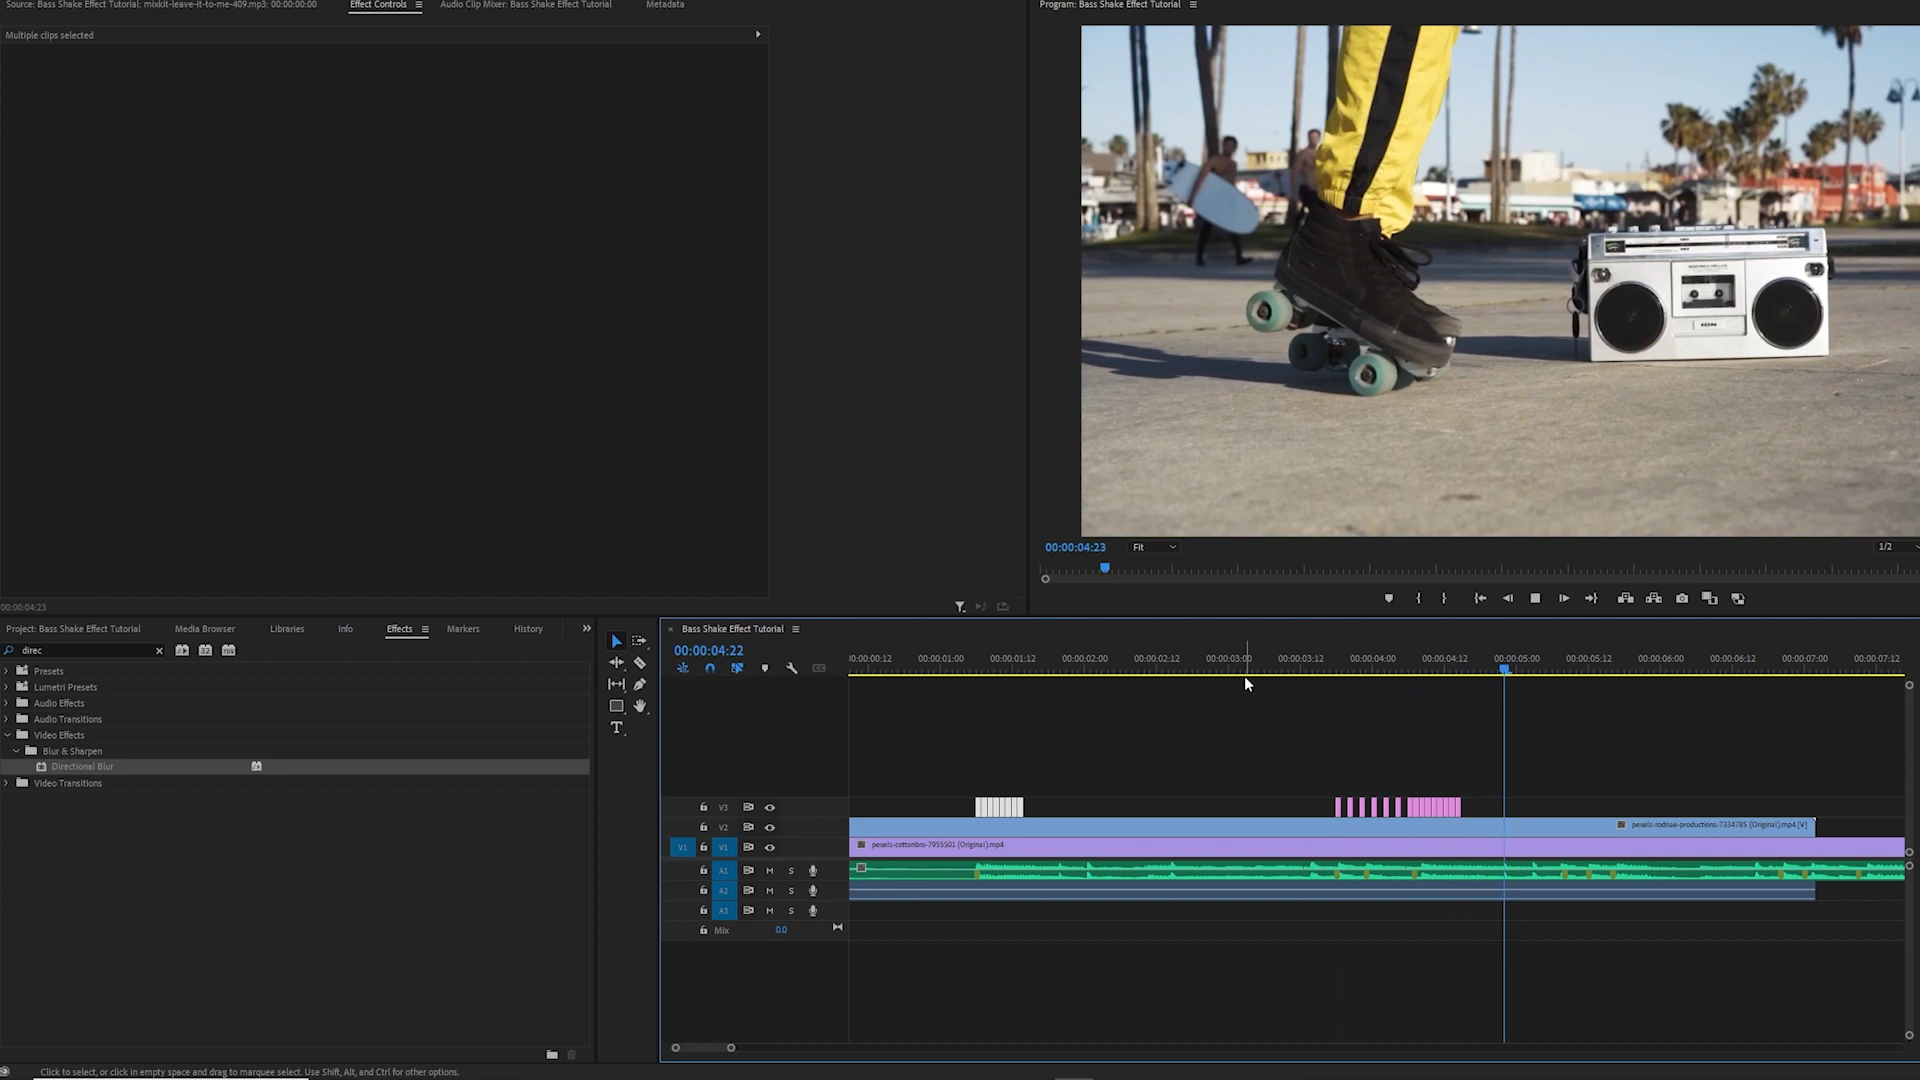 Source: Bass Shake Effect Tutorial: mixkit-leave-it-to-me-409.mp3: 00:00:00:00
Effect Controls
Audio Clip Mixer: Bass Shake Effect Tutorial
Metadata
Program: Bass Shake Effect Tutorial
Multiple clips selected
ION
00:00:04:23
Fit
1/2
00:00:04:23
Project: Bass Shake Effect Tutorial
Media Browser
Libraries
Info
Effects
Markers
History
direc
32
YUV
Presets
Lumetri Presets
Audio Effects
Audio Transitions
Video Effects
Blur & Sharpen
Directional Blur
Video Transitions
× Bass Shake Effect Tutorial
00:00:04:22
00:00:00:12
00:00:01:00
00:00:01:12
00:00:02:00
00:00:02:12
00:00:03:00
00:00:03:12
00:00:04:00
00:00:04:12
00:00:05:00
00:00:05:12
00:00:06:00
00:00:06:12
00:00:07:00
00:00:07:12
V3
V2
pexels-rodnae-productions-7334785 (Original).mp4 [V]
V1
V1
pexels-cottonbro-7955501 (Original).mp4
A1 M S
A2 M S
A3 M S
Mix 0.0
Click to select, or click in empty space and drag to marquee select. Use Shift, Alt, and Ctrl for other options.